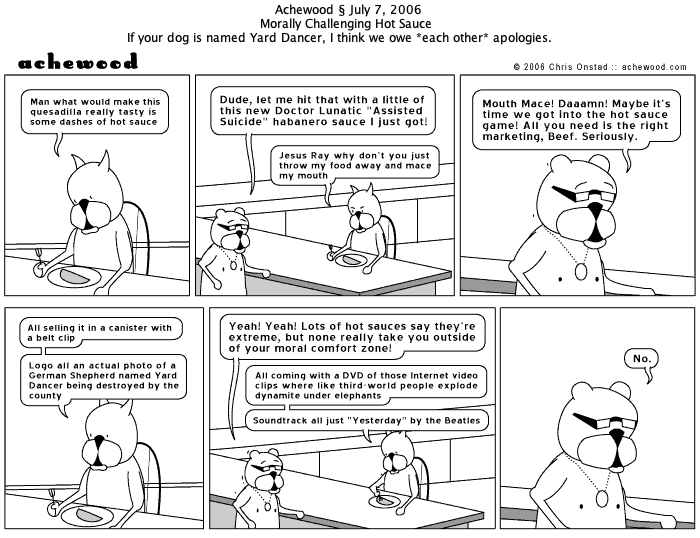 Achewood § July 7, 2006
Morally Challenging Hot Sauce
If your dog is named Yard Dancer, I think we owe *each other* apologies.
achewood
© 2006 Chris Onstad :: achewood.com
Man what would make this
quesadilla really tasty is
some dashes of hot sauce
Dude, let me hit that with a little of
this new Doctor Lunatic "Assisted
Suicide" habanero sauce I just got!
Jesus Ray why don't you just
throw my food away and mace
my mouth
Mouth Mace! Daaamn! Maybe it's
time we got into the hot sauce
game! All you need is the right
marketing, Beef. Seriously.
All selling it in a canister with
a belt clip
Logo all an actual photo of a
German Shepherd named Yard
Dancer being destroyed by the
county
Yeah! Yeah! Lots of hot sauces say they're
extreme, but none really take you outside
of your moral comfort zone!
All coming with a DVD of those Internet video
clips where like third-world people explode
dynamite under elephants
Soundtrack all just "Yesterday" by the Beatles
No.